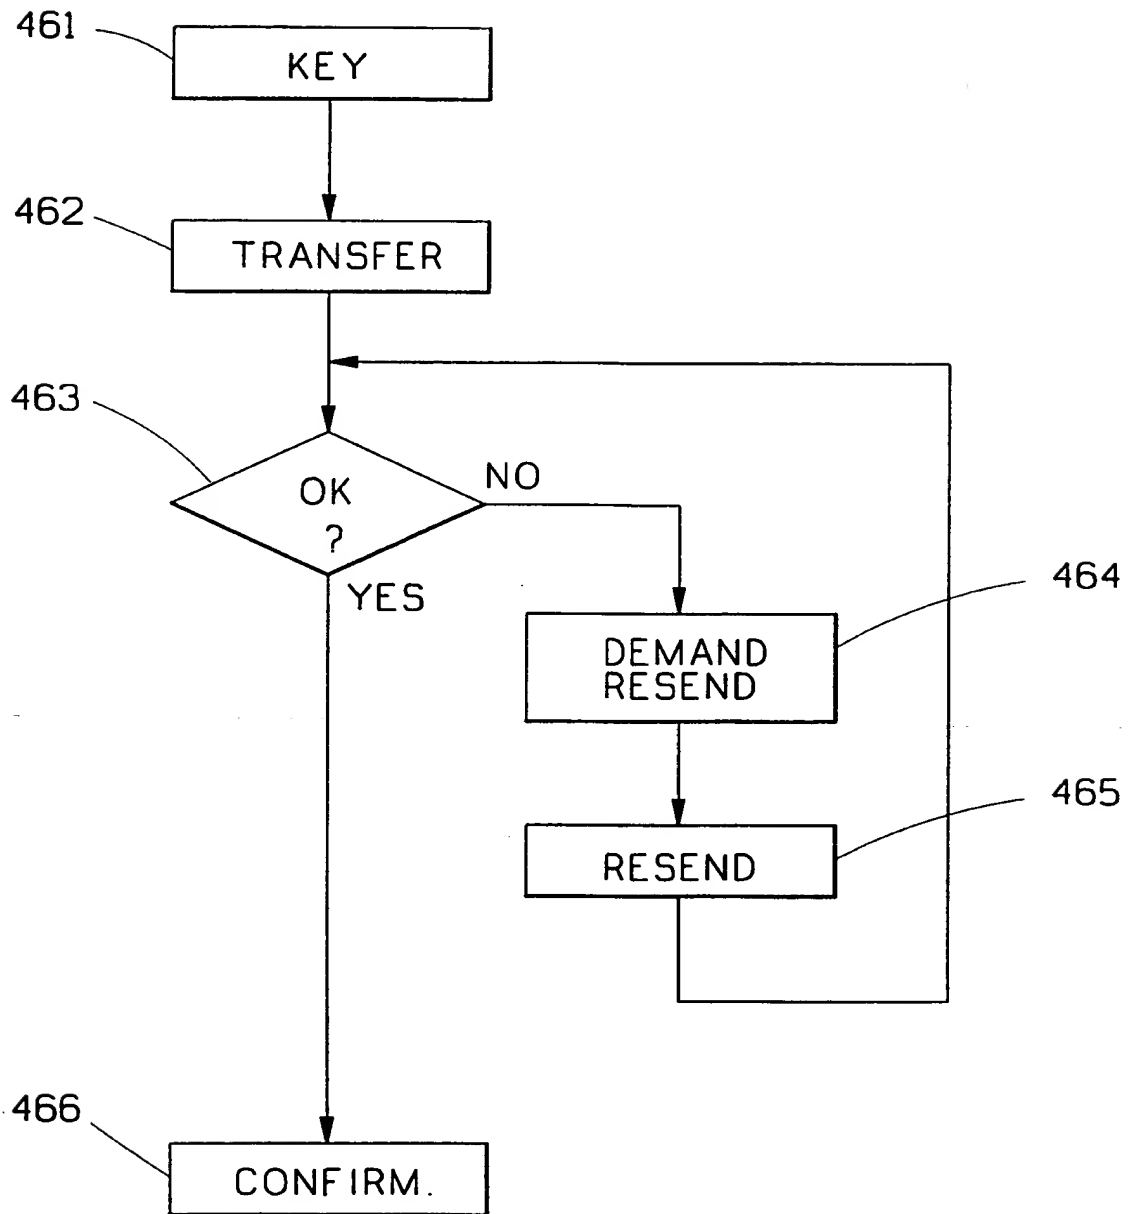 461
KEY
462
TRANSFER
463
OK
?
NO
YES
464
DEMAND
RESEND
465
RESEND
466
CONFIRM.